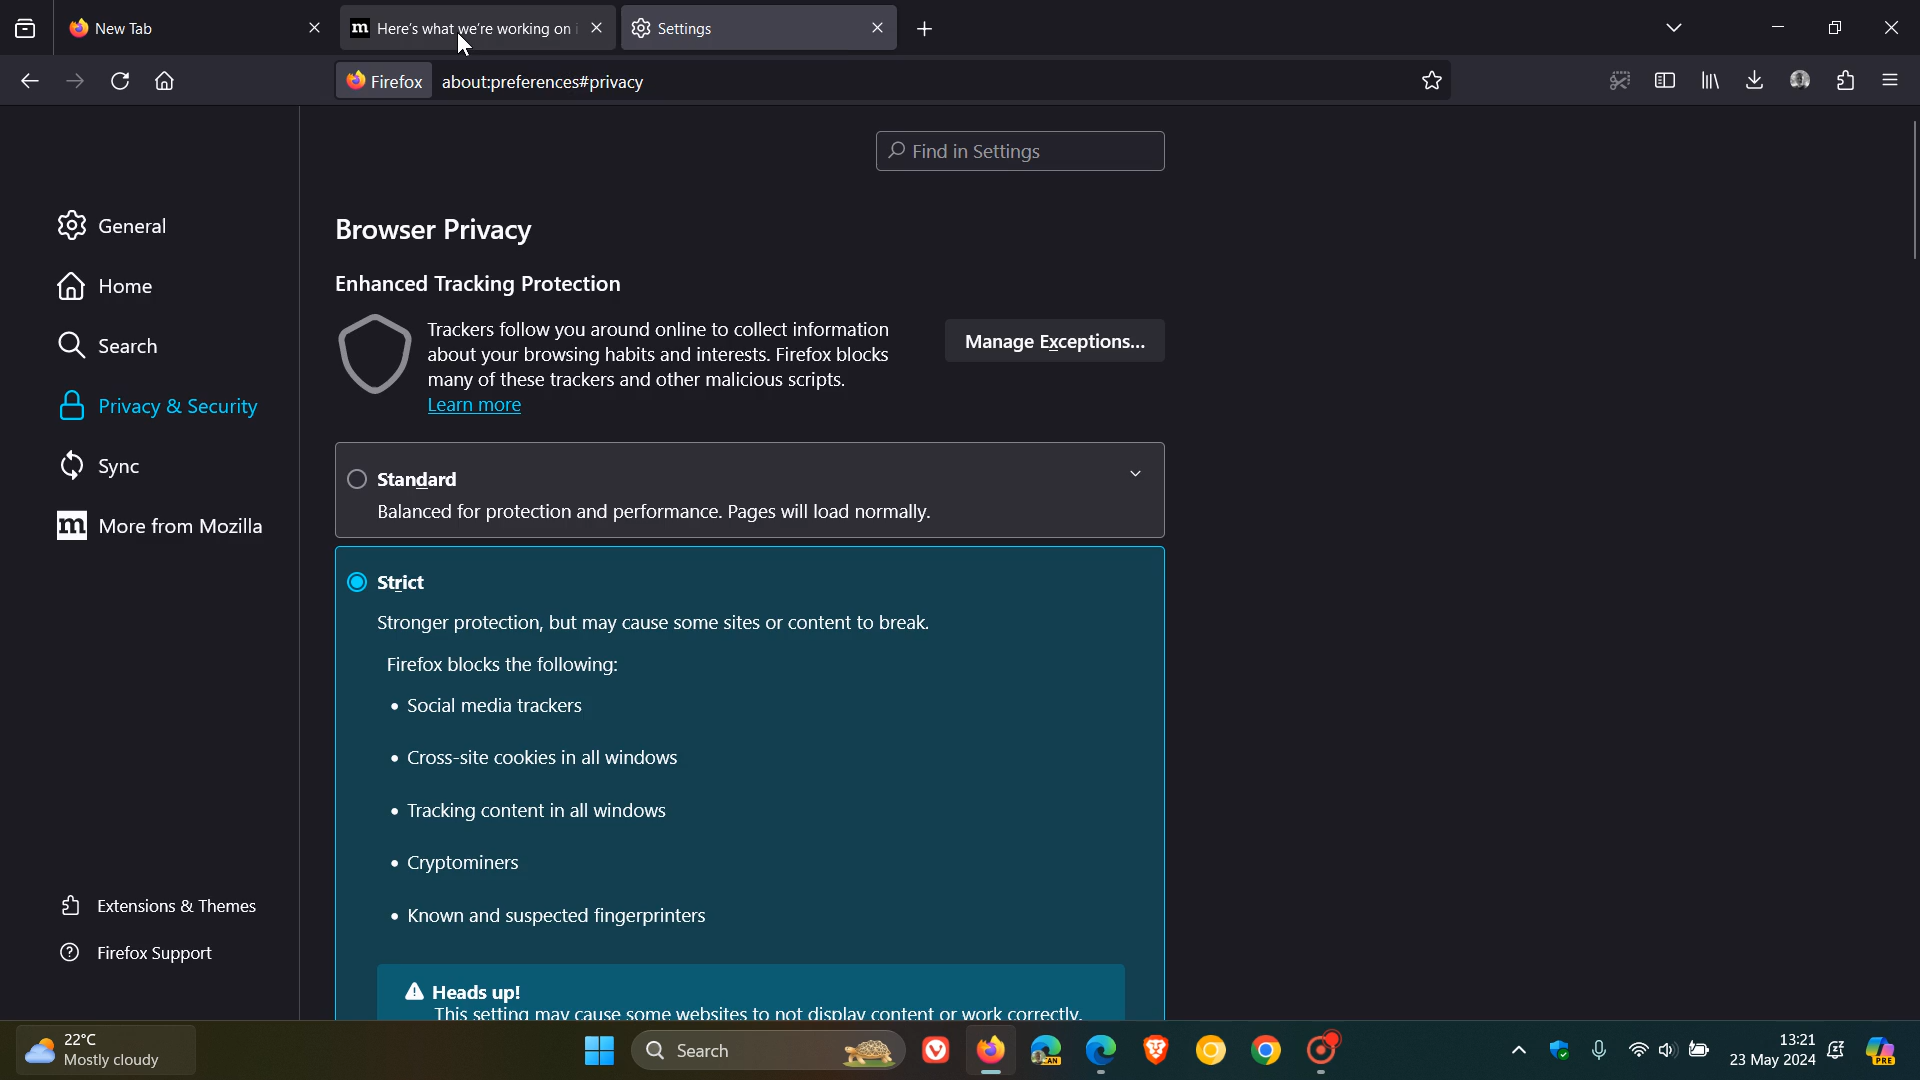 New Tab
Here's what we're working on i
Settings
Firefox
about:preferences#privacy
Find in Settings
General
Home
Search
Privacy & Security
Sync
More from Mozilla
Extensions & Themes
Firefox Support
Browser Privacy
Enhanced Tracking Protection
Trackers follow you around online to collect information
about your browsing habits and interests. Firefox blocks
many of these trackers and other malicious scripts.
Learn more
Manage Exceptions...
Standard
Balanced for protection and performance. Pages will load normally.
Strict
Stronger protection, but may cause some sites or content to break.
Firefox blocks the following:
• Social media trackers
• Cross-site cookies in all windows
• Tracking content in all windows
• Cryptominers
• Known and suspected fingerprinters
Heads up!
This setting may cause some websites to not display content or work correctly.
22°C
Mostly cloudy
Search
CAN
13:21
23 May 2024
PRE